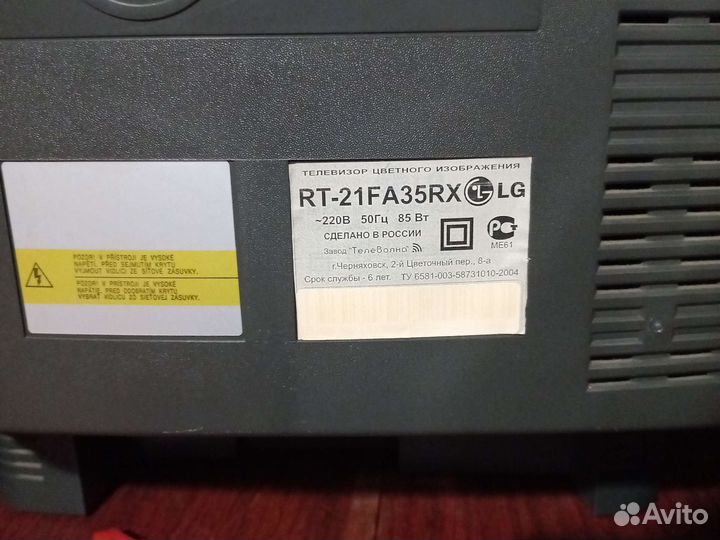 POZOR! V PŘÍSTROJI JE VYSOKÉ
NAPĚTÍ. PŘED SEJMUTÍM KRYTU
VYJMOUT VIDLICI ZE SÍŤOVÉ ZÁSUVKY.
POZOR! V PRÍSTROJI JE VYSOKÉ
NAPÄTIE. PRED ODOBRATÍM KRYTU
VYBRAŤ VIDLICU ZO SIEŤOVEJ ZÁSUVKY.
ТЕЛЕВИЗОР ЦВЕТНОГО ИЗОБРАЖЕНИЯ
RT-21FA35RX LG
~220В 50Гц 85 Вт
СДЕЛАНО В РОССИИ
РСТ
МЕ61
Завод "ТелеВолна"
г.Черняховск, 2-й Цветочный пер., 8-а
Срок службы - 6 лет. ТУ 6581-003-58731010-2004
Avito